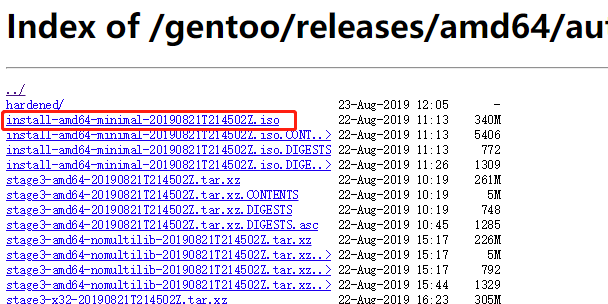 Index of /gentoo/releases/amd64/au
../
hardened/ 23-Aug-2019 12:05 -
install-amd64-minimal-20190821T214502Z.iso 22-Aug-2019 11:13 340M
install-amd64-minimal-20190821T214502Z.iso.CONT..> 22-Aug-2019 11:13 5406
install-amd64-minimal-20190821T214502Z.iso.DIGESTS 22-Aug-2019 11:13 772
install-amd64-minimal-20190821T214502Z.iso.DIGE..> 22-Aug-2019 11:26 1309
stage3-amd64-20190821T214502Z.tar.xz 22-Aug-2019 10:19 261M
stage3-amd64-20190821T214502Z.tar.xz.CONTENTS 22-Aug-2019 10:19 5M
stage3-amd64-20190821T214502Z.tar.xz.DIGESTS 22-Aug-2019 10:19 748
stage3-amd64-20190821T214502Z.tar.xz.DIGESTS.asc 22-Aug-2019 10:45 1285
stage3-amd64-nomultilib-20190821T214502Z.tar.xz 22-Aug-2019 15:17 226M
stage3-amd64-nomultilib-20190821T214502Z.tar.xz..> 22-Aug-2019 15:17 5M
stage3-amd64-nomultilib-20190821T214502Z.tar.xz..> 22-Aug-2019 15:17 792
stage3-amd64-nomultilib-20190821T214502Z.tar.xz..> 22-Aug-2019 15:44 1329
stage3-x32-20190821T214502Z.tar.xz 22-Aug-2019 16:23 305M